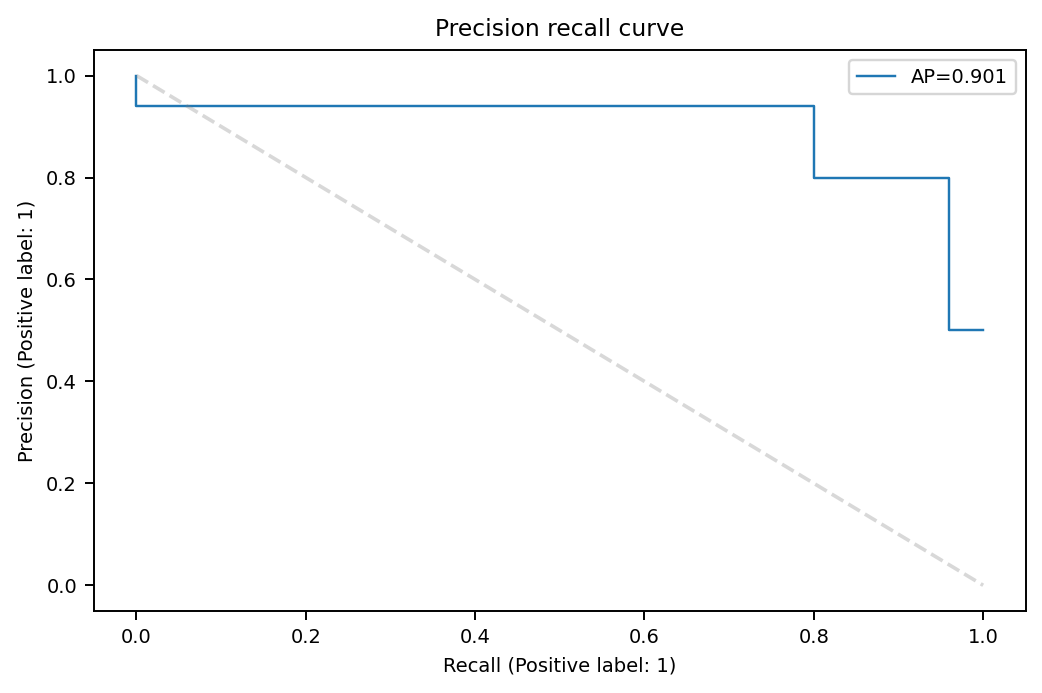 Precision recall curve
AP=0.901
Precision (Positive label: 1)
1.0
0.8
0.6
0.4
0.2
0.0
0.0 0.2 0.4 0.6 0.8 1.0
Recall (Positive label: 1)